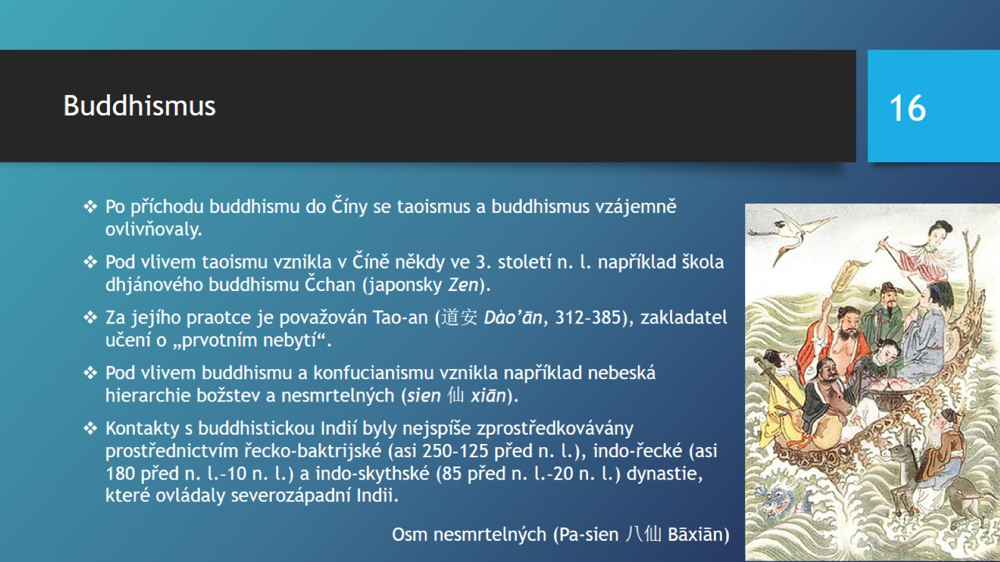 Buddhismus
16
❖ Po příchodu buddhismu do Číny se taoismus a buddhismus vzájemně
ovlivňovaly.
❖ Pod vlivem taoismu vznikla v Číně někdy ve 3. století n. l. například škola
dhjánového buddhismu Čchan (japonsky Zen).
❖ Za jejího praotce je považován Tao-an (道安 Dào’ān, 312–385), zakladatel
učení o „prvotním nebytí“.
❖ Pod vlivem buddhismu a konfucianismu vznikla například nebeská
hierarchie božstev a nesmrtelných (sien 仙 xiān).
❖ Kontakty s buddhistickou Indií byly nejspíše zprostředkovávány
prostřednictvím řecko-baktrijské (asi 250–125 před n. l.), indo-řecké (asi
180 před n. l.–10 n. l.) a indo-skythské (85 před n. l.–20 n. l.) dynastie,
které ovládaly severozápadní Indii.
Osm nesmrtelných (Pa-sien 八仙 Bāxiān)